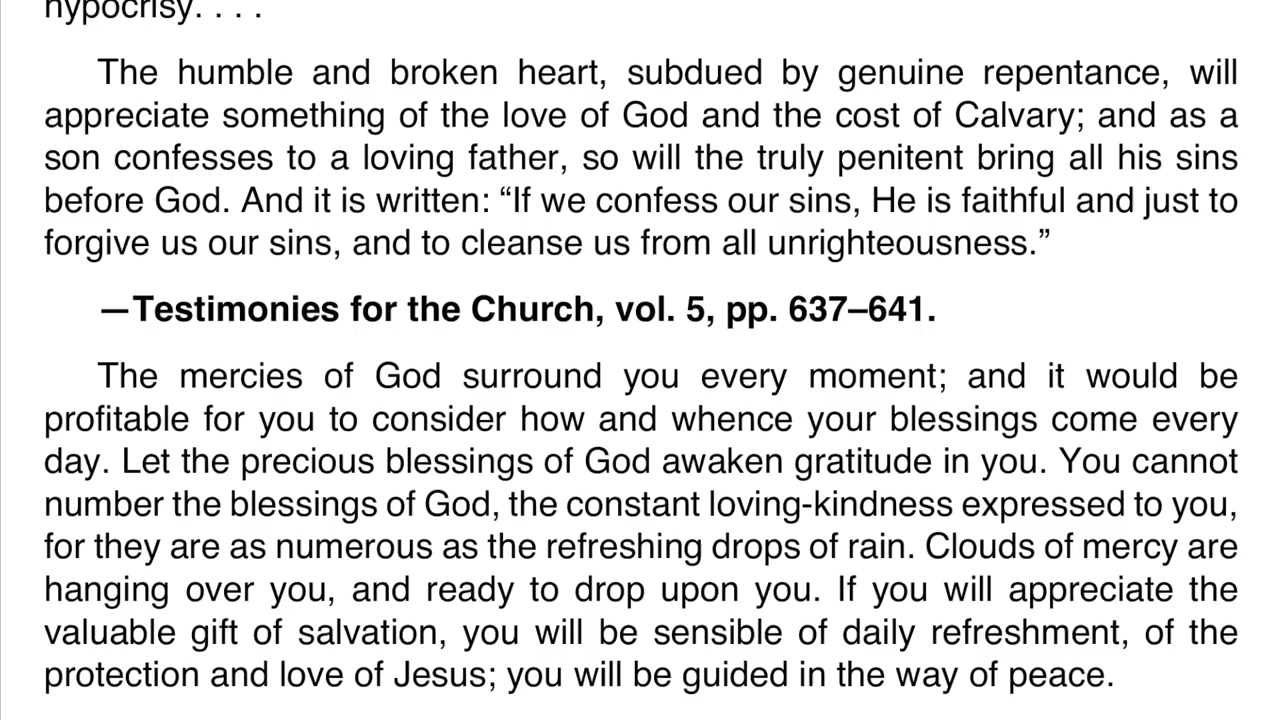 hypocrisy. . . .
The humble and broken heart, subdued by genuine repentance, will
appreciate something of the love of God and the cost of Calvary; and as a
son confesses to a loving father, so will the truly penitent bring all his sins
before God. And it is written: “If we confess our sins, He is faithful and just to
forgive us our sins, and to cleanse us from all unrighteousness.”
—Testimonies for the Church, vol. 5, pp. 637–641.
The mercies of God surround you every moment; and it would be
profitable for you to consider how and whence your blessings come every
day. Let the precious blessings of God awaken gratitude in you. You cannot
number the blessings of God, the constant loving-kindness expressed to you,
for they are as numerous as the refreshing drops of rain. Clouds of mercy are
hanging over you, and ready to drop upon you. If you will appreciate the
valuable gift of salvation, you will be sensible of daily refreshment, of the
protection and love of Jesus; you will be guided in the way of peace.